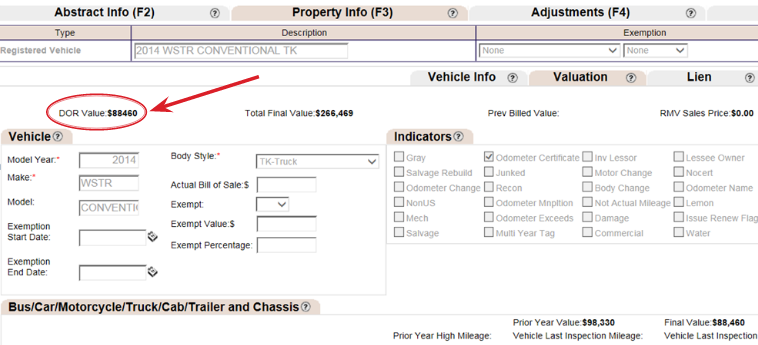 Abstract Info (F2) Property Info (F3) Adjustments (F4)
Type Description Exemption
Registered Vehicle 2014 WSTR CONVENTIONAL TK None None
Vehicle Info Valuation Lien
DOR Value:$88460 Total Final Value:$266,469 Prev Billed Value: RMV Sales Price:$0.00
Vehicle Indicators
Model Year:* 2014 Body Style:* TK-Truck Gray Odometer Certificate Inv Lessor Lessee Owner
Salvage Rebuild Junked Motor Change Nocert
Make:* WSTR Actual Bill of Sale:$ Odometer Change Recon Body Change Odometer Name
Model: CONVENTI Exempt: NonUS Odometer Mnpltion Not Actual Mileage Lemon
Exemption Start Date: Exempt Value:$ Mech Odometer Exceeds Damage Issue Renew Flag
Exempt Percentage: Salvage Multi Year Tag Commercial Water
Exemption
End Date:
Bus/Car/Motorcycle/Truck/Cab/Trailer and Chassis
Prior Year Value:$98,330 Final Value:$88,460
Prior Year High Mileage: Vehicle Last Inspection Mileage: Vehicle Last Inspection